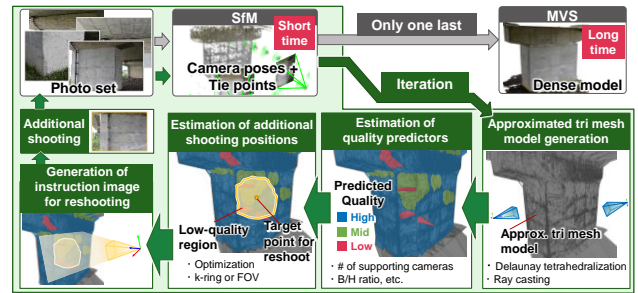 SfM
Short
time
Only one last
MVS
Long
time
Photo set
Camera poses +
Tie points
Dense model
Iteration
Additional
shooting
Estimation of additional
shooting positions
Estimation of
quality predictors
Approximated tri mesh
model generation
Generation of
instruction image
for reshooting
Predicted
Quality
High
Mid
Low
Low-quality
region
Target
point for
reshoot
Approx. tri mesh
model
・Optimization
・k-ring or FOV
・# of supporting cameras
・B/H ratio, etc.
・Delaunay tetrahedralization
・Ray casting